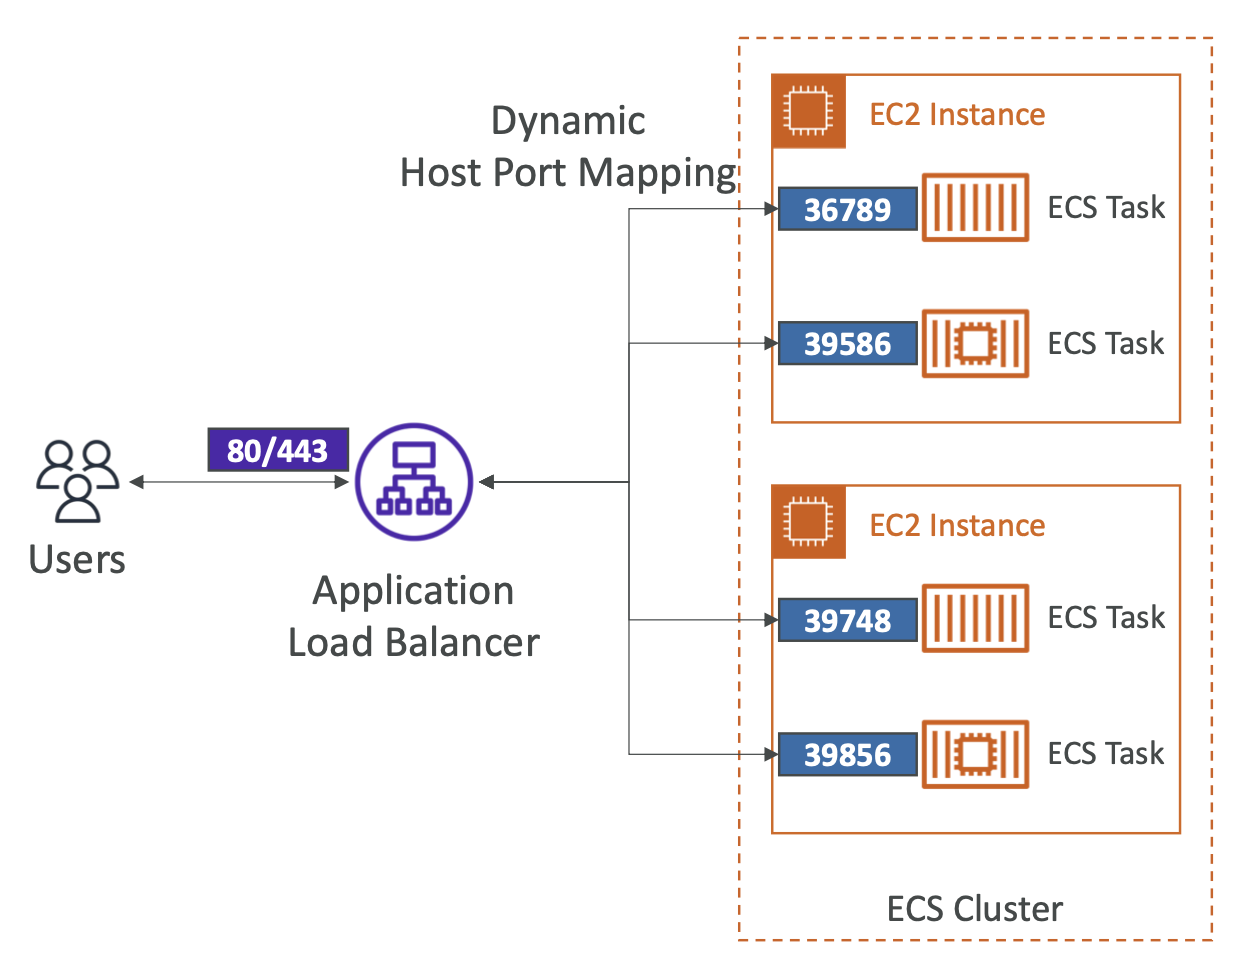 Dynamic
Host Port Mapping
EC2 Instance
36789
ECS Task
39586
ECS Task
80/443
Users
Application
Load Balancer
EC2 Instance
39748
ECS Task
39856
ECS Task
ECS Cluster